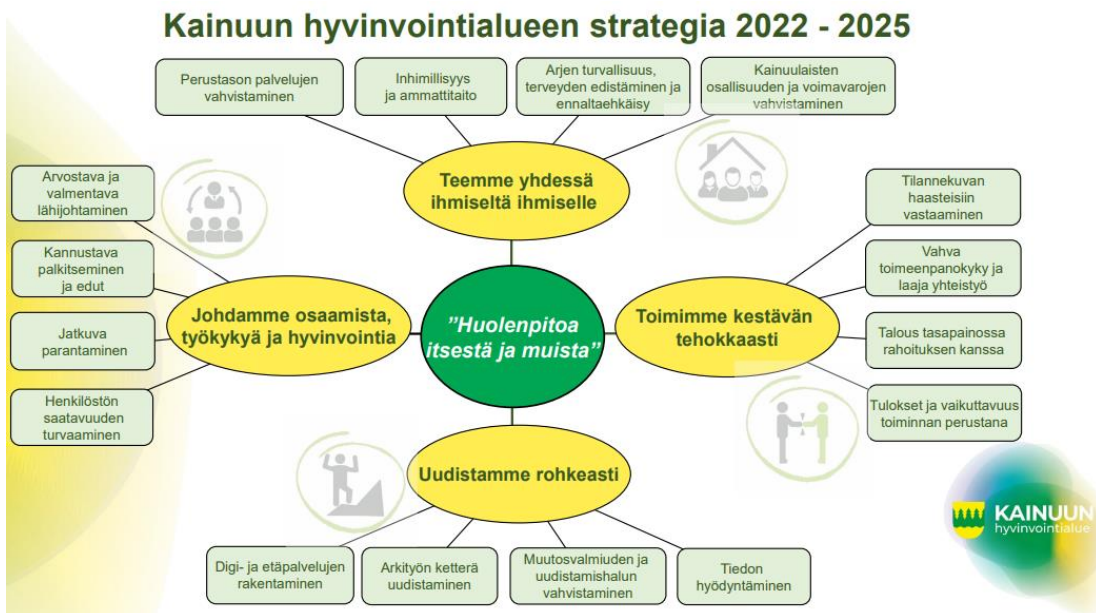 Kainuun hyvinvointialueen strategia 2022 - 2025
Perustason palvelujen
vahvistaminen
Inhimillisyys
ja ammattitaito
Arjen turvallisuus,
terveyden edistäminen ja
ennaltaehkäisy
Kainuulaisten
osallisuuden ja voimavarojen
vahvistaminen
Teemme yhdessä
ihmiseltä ihmiselle
Arvostava ja
valmentava
lähijohtaminen
Kannustava
palkitseminen
ja edut
Jatkuva
parantaminen
Henkilöstön
saatavuuden
turvaaminen
Johdamme osaamista,
työkykyä ja hyvinvointia
"Huolenpitoa
itsestä ja muista"
Toimimme kestävän
tehokkaasti
Tilannekuvan
haasteisiin
vastaaminen
Vahva
toimeenpanokyky ja
laaja yhteistyö
Talous tasapainossa
rahoituksen kanssa
Tulokset ja vaikuttavuus
toiminnan perustana
Uudistamme rohkeasti
Digi- ja etäpalvelujen
rakentaminen
Arkityön ketterä
uudistaminen
Muutosvalmiuden ja
uudistamishalun
vahvistaminen
Tiedon
hyödyntäminen
KAINUUN
hyvinvointialue